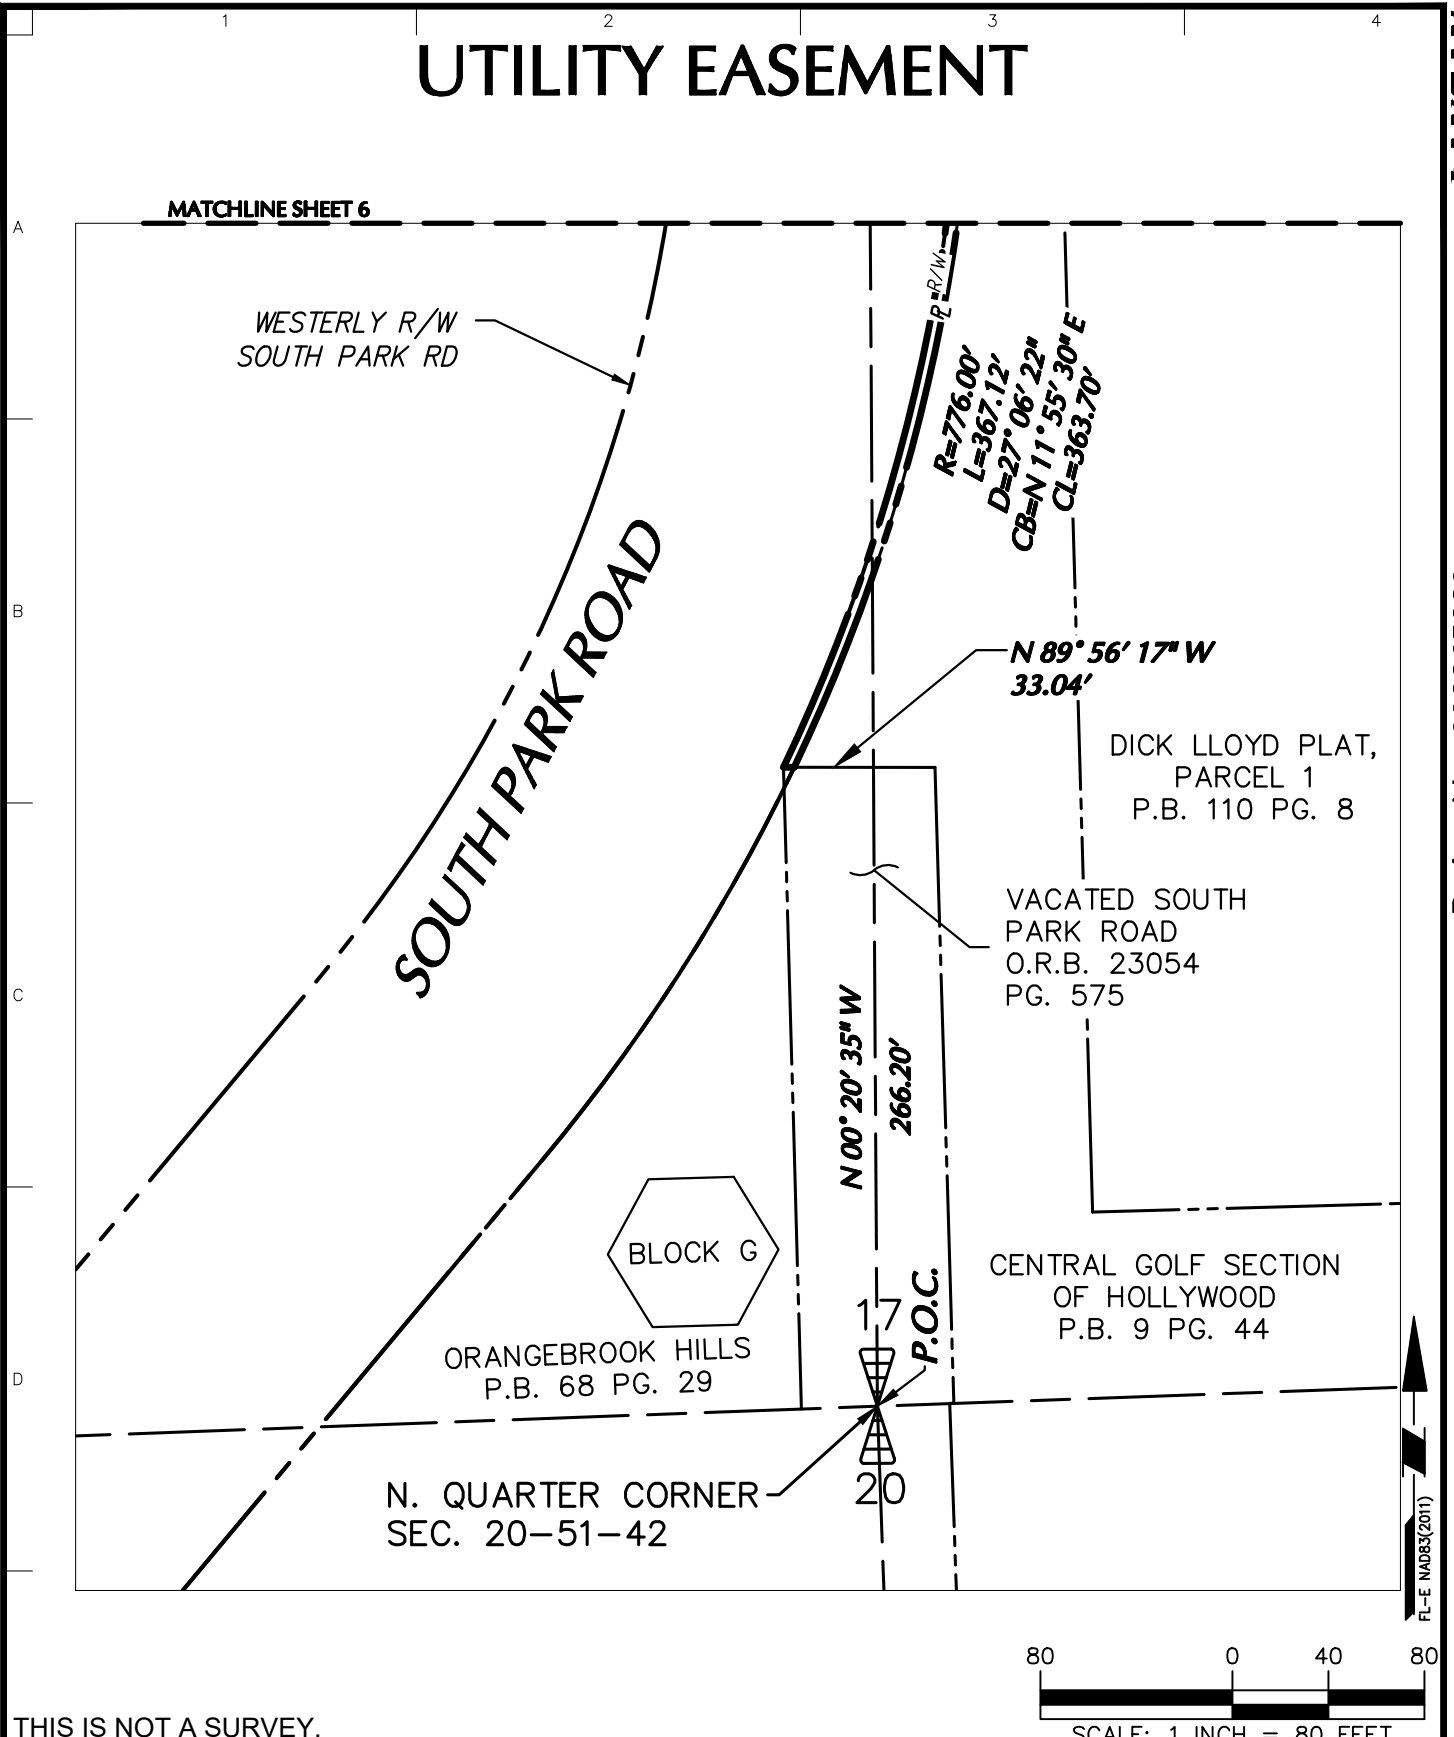 1 2 3 4
UTILITY EASEMENT
MATCHLINE SHEET 6
A
WESTERLY R/W
SOUTH PARK RD
R/W
PL
R=776.00'
L=367.12'
D=27° 06' 22"
CB=N 11° 55' 30" E
CL=363.70'
SOUTH PARK ROAD
B
N 89° 56' 17" W
33.04'
DICK LLOYD PLAT,
PARCEL 1
P.B. 110 PG. 8
VACATED SOUTH
PARK ROAD
O.R.B. 23054
PG. 575
C
N 00° 20' 35" W
266.20'
BLOCK G
CENTRAL GOLF SECTION
OF HOLLYWOOD
P.B. 9 PG. 44
17
P.O.C.
ORANGEBROOK HILLS
P.B. 68 PG. 29
D
N. QUARTER CORNER
SEC. 20-51-42
20
FL-E NAD83(2011)
80 0 40 80
SCALE: 1 INCH = 80 FEET
THIS IS NOT A SURVEY.